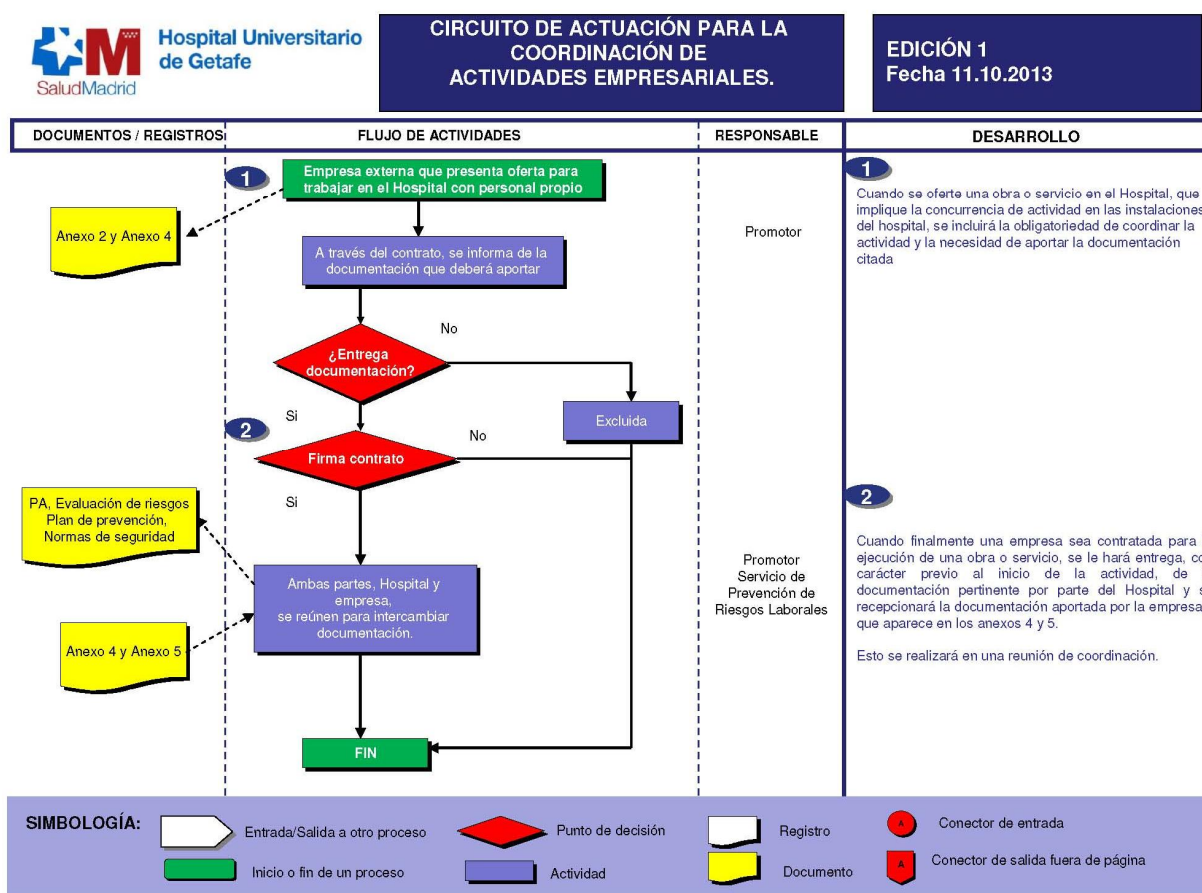 Hospital Universitario
de Getafe
SaludMadrid
CIRCUITO DE ACTUACIÓN PARA LA
COORDINACIÓN DE
ACTIVIDADES EMPRESARIALES.
EDICIÓN 1
Fecha 11.10.2013
DOCUMENTOS / REGISTROS
FLUJO DE ACTIVIDADES
RESPONSABLE
DESARROLLO
1
Empresa externa que presenta oferta para
trabajar en el Hospital con personal propio
Anexo 2 y Anexo 4
A través del contrato, se informa de la
documentación que deberá aportar
Promotor
1
Cuando se oferte una obra o servicio en el Hospital, que
implique la concurrencia de actividad en las instalaciones
del hospital, se incluirá la obligatoriedad de coordinar la
actividad y la necesidad de aportar la documentación
citada
No
¿Entrega
documentación?
Si
Excluida
2
No
Firma contrato
Si
PA, Evaluación de riesgos
Plan de prevención,
Normas de seguridad
Ambas partes, Hospital y
empresa,
se reúnen para intercambiar
documentación.
Anexo 4 y Anexo 5
Promotor
Servicio de
Prevención de
Riesgos Laborales
2
Cuando finalmente una empresa sea contratada para
ejecución de una obra o servicio, se le hará entrega, co
carácter previo al inicio de la actividad, de
documentación pertinente por parte del Hospital y s
recepcionará la documentación aportada por la empresa
que aparece en los anexos 4 y 5.
Esto se realizará en una reunión de coordinación.
FIN
SIMBOLOGÍA:
Entrada/Salida a otro proceso
Punto de decisión
Registro
A
Conector de entrada
Inicio o fin de un proceso
Actividad
Documento
A
Conector de salida fuera de página